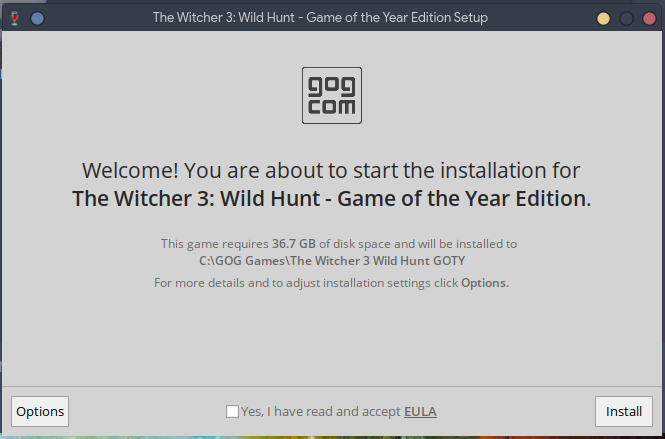 The Witcher 3: Wild Hunt - Game of the Year Edition Setup
gog
com
Welcome! You are about to start the installation for
The Witcher 3: Wild Hunt - Game of the Year Edition.
This game requires 36.7 GB of disk space and will be installed to
C:\GOG Games\The Witcher 3 Wild Hunt GOTY
For more details and to adjust installation settings click Options.
Options
Yes, I have read and accept EULA
Install